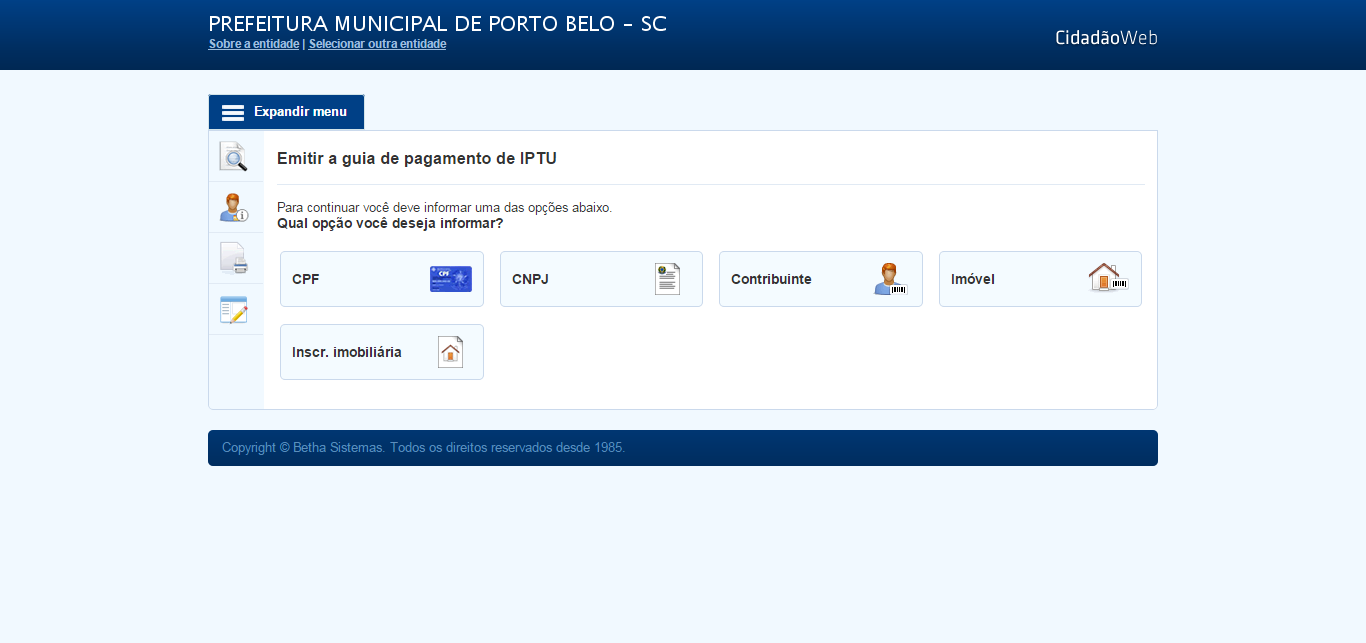 PREFEITURA MUNICIPAL DE PORTO BELO - SC
Sobre a entidade | Selecionar outra entidade
CidadãoWeb
Expandir menu
Emitir a guia de pagamento de IPTU
Para continuar você deve informar uma das opções abaixo.
Qual opção você deseja informar?
CPF
CPF
CNPJ
Contribuinte
Imóvel
Inscr. imobiliária
Copyright © Betha Sistemas. Todos os direitos reservados desde 1985.